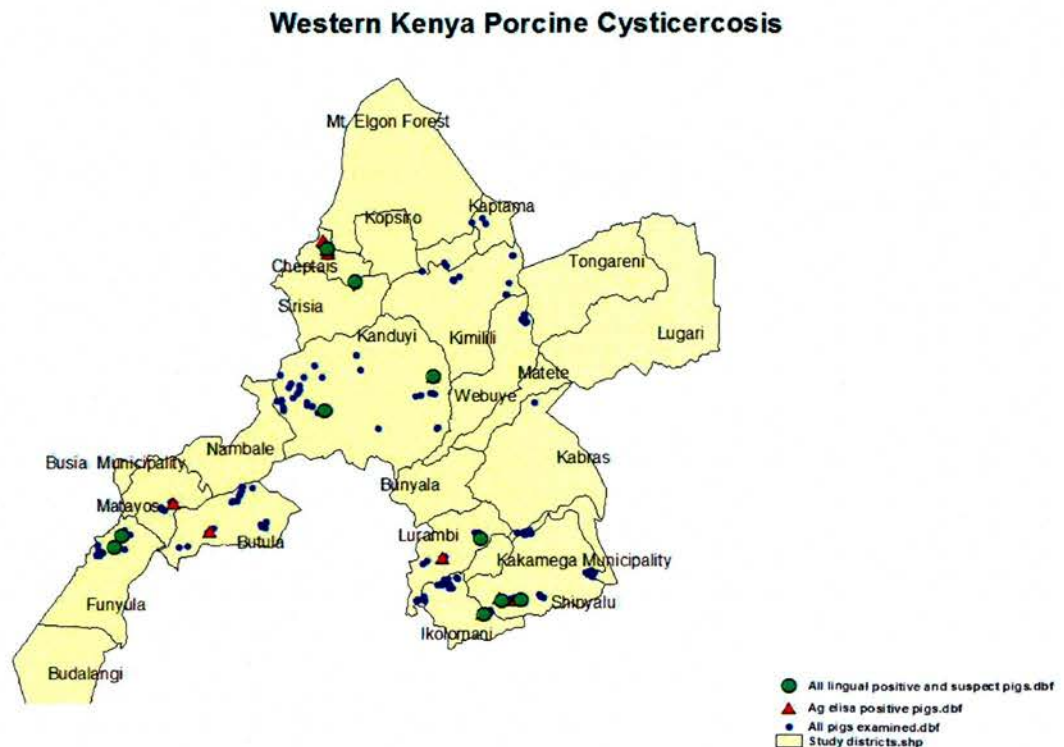 Western Kenya Porcine Cysticercosis
Mt. Elgon Forest
Kaptama
Kopsiro
Cheptais
Tongareni
Sirisia
Lugari
Kanduyi
Kimilili
Matete
Webuye
Nambale
Kabras
Busia Municipality
Bunyala
Matayos
Lurambi
Butula
Kakamega Municipality
Funyula
Shinyalu
Ikolomani
Budalangi
All lingual positive and suspect pigs.dbf
Ag elisa positive pigs.dbf
All pigs examined.dbf
Study districts.shp